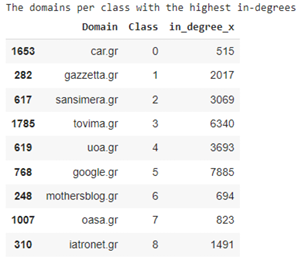 The domains per class with the highest in-degrees
Domain Class in_degree_x
1653 car.gr 0 515
282 gazzetta.gr 1 2017
617 sansimera.gr 2 3069
1785 tovima.gr 3 6340
619 uoa.gr 4 3693
768 google.gr 5 7885
248 mothersblog.gr 6 694
1007 oasa.gr 7 823
310 iatronet.gr 8 1491